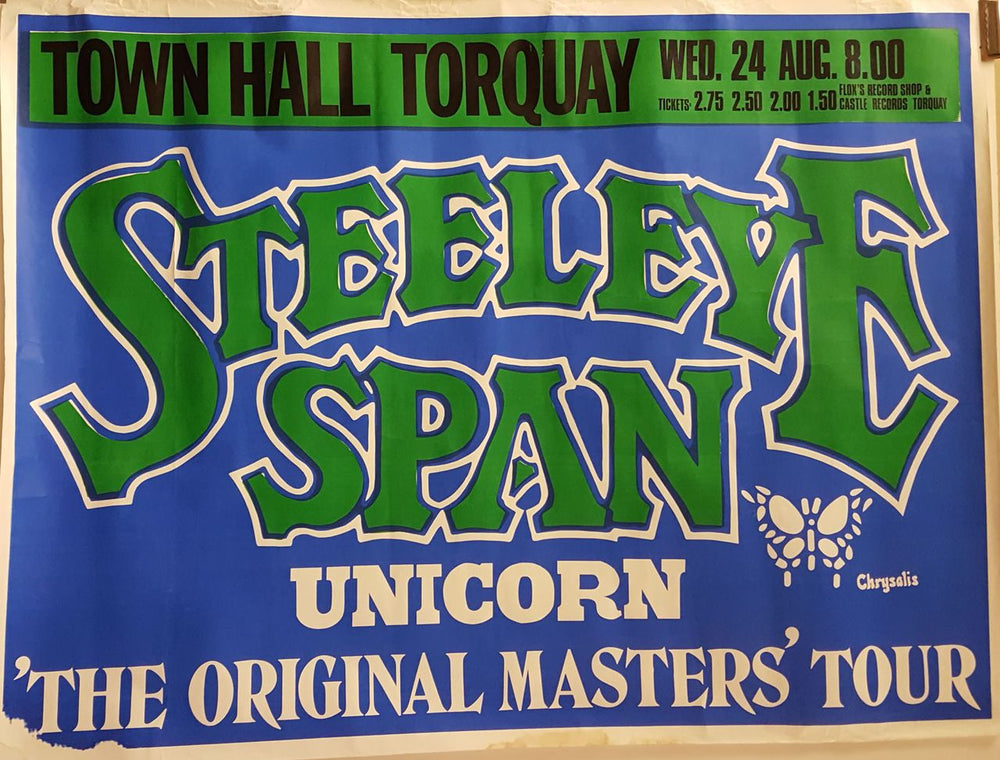 TOWN HALL TORQUAY
WED. 24 AUG. 8.00
TICKETS: 2.75 2.50 2.00 1.50 FLOX'S RECORD SHOP &
CASTLE RECORDS TORQUAY
STEELEYE
SPAN
Chrysalis
UNICORN
'THE ORIGINAL MASTERS' TOUR